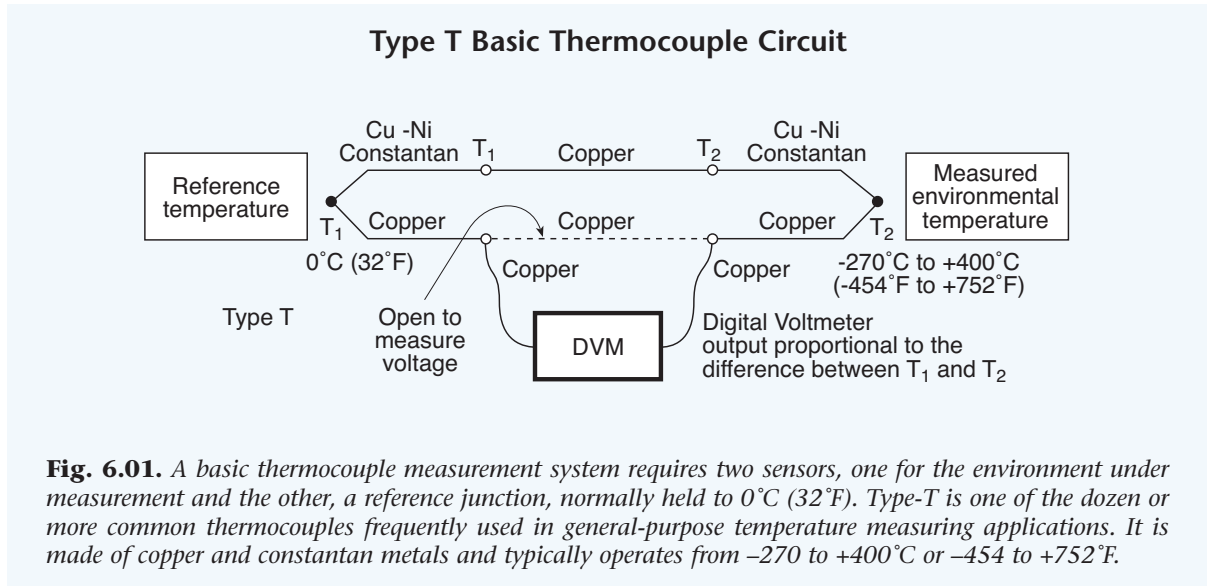 Type T Basic Thermocouple Circuit
Cu -Ni
Constantan
T1
Copper
T2
Cu -Ni
Constantan
Reference
temperature
Measured
environmental
temperature
T1
Copper
Copper
Copper
T2
0˚C (32˚F)
Copper
Copper
-270˚C to +400˚C
(-454˚F to +752˚F)
Type T
Open to
measure
voltage
DVM
Digital Voltmeter
output proportional to the
difference between T1 and T2
Fig. 6.01. A basic thermocouple measurement system requires two sensors, one for the environment under
measurement and the other, a reference junction, normally held to 0˚C (32˚F). Type-T is one of the dozen or
more common thermocouples frequently used in general-purpose temperature measuring applications. It is
made of copper and constantan metals and typically operates from –270 to +400˚C or –454 to +752˚F.